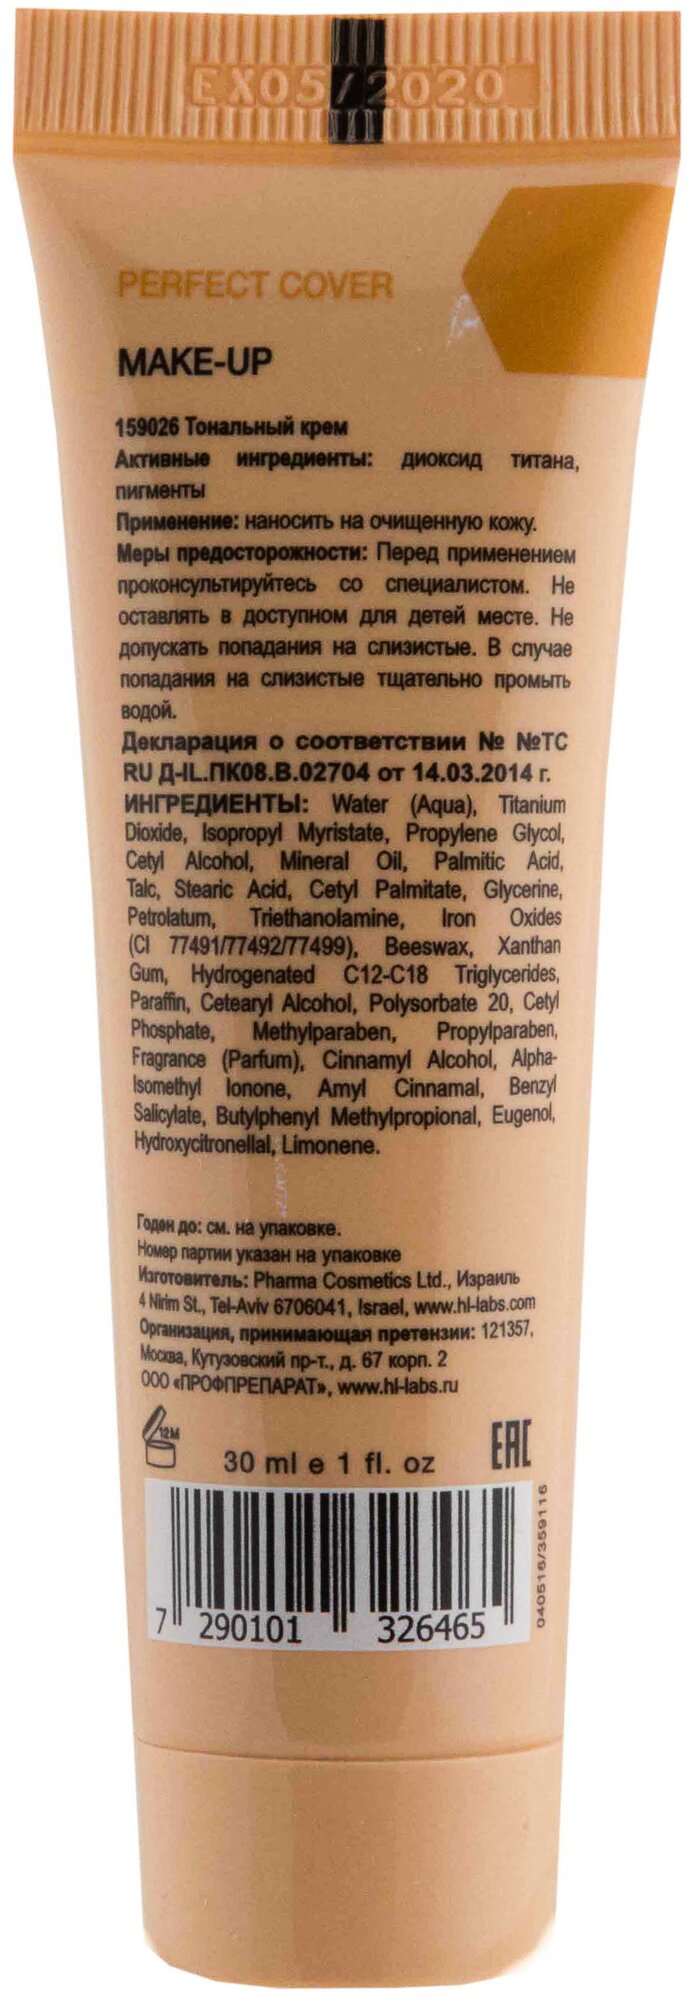 EX05/2020
PERFECT COVER
MAKE-UP
159026 Тональный крем
Активные ингредиенты: диоксид титана,
пигменты
Применение: наносить на очищенную кожу.
Меры предосторожности: Перед применением
проконсультируйтесь со специалистом. Не
оставлять в доступном для детей месте. Не
допускать попадания на слизистые. В случае
попадания на слизистые тщательно промыть
водой.
Декларация о соответствии № №ТС
RU Д-IL.ПК08.В.02704 от 14.03.2014 г.
ИНГРЕДИЕНТЫ: Water (Aqua), Titanium
Dioxide, Isopropyl Myristate, Propylene Glycol,
Cetyl Alcohol, Mineral Oil, Palmitic Acid,
Talc, Stearic Acid, Cetyl Palmitate, Glycerine,
Petrolatum, Triethanolamine, Iron Oxides
(CI 77491/77492/77499), Beeswax, Xanthan
Gum, Hydrogenated C12-C18 Triglycerides,
Paraffin, Cetearyl Alcohol, Polysorbate 20, Cetyl
Phosphate, Methylparaben, Propylparaben,
Fragrance (Parfum), Cinnamyl Alcohol, Alpha-
Isomethyl Ionone, Amyl Cinnamal, Benzyl
Salicylate, Butylphenyl Methylpropional, Eugenol,
Hydroxycitronellal, Limonene.
Годен до: см. на упаковке.
Номер партии указан на упаковке
Изготовитель: Pharma Cosmetics Ltd., Израиль
4 Nirim St., Tel-Aviv 6706041, Israel, www.hl-labs.com
Организация, принимающая претензии: 121357,
Москва, Кутузовский пр-т., д. 67 корп. 2
ООО «ПРОФПРЕПАРАТ», www.hl-labs.ru
12M
30 ml e 1 fl. oz
EAC
040516/359116
7 290101 326465